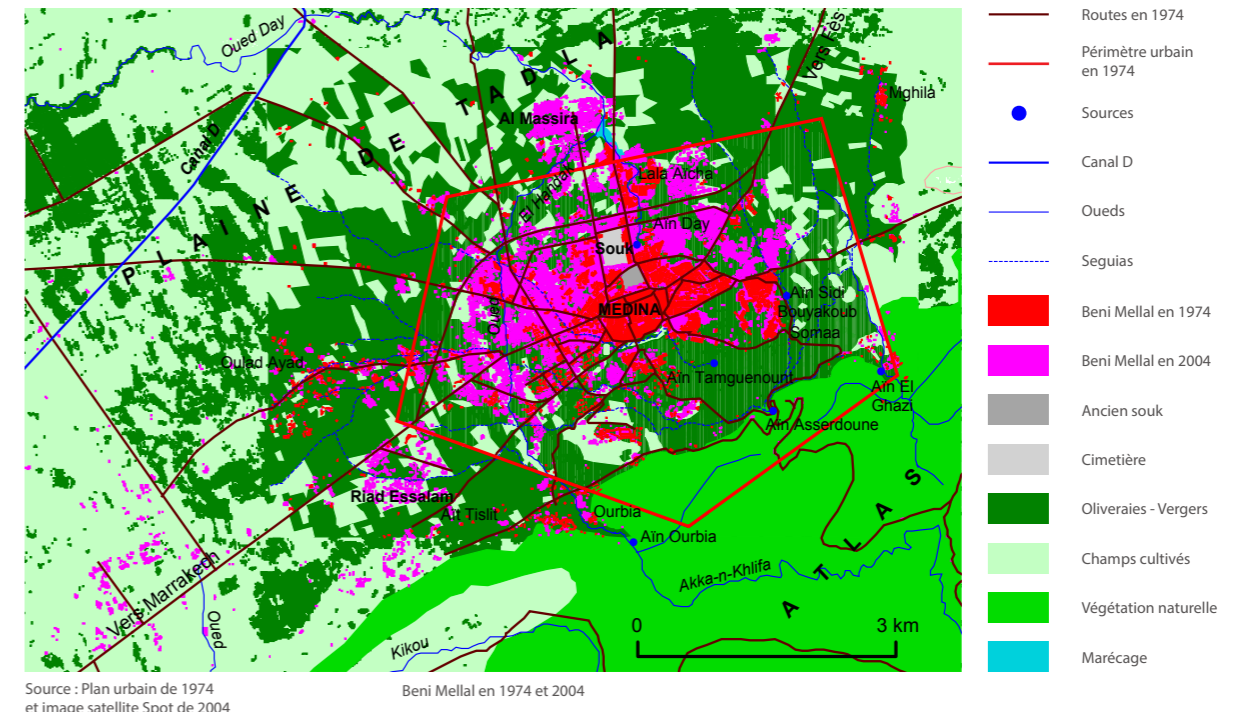 Oued Day
Vers Fes
PLAINE DE TADLA
Canal D
Al Massira
Mghila
El Handak
Lala Aïcha
Aïn Day
Souk
Oued
MEDINA
Aïn Sidi
Bouyakoub
Somaa
Oulad Ayad
Aïn Tamguenount
Aïn El
Ghazi
Aïn Asserdoune
Riad Essalam
Aït Tislit
Ourbia
Aïn Ourbia
Akka-n-Khlifa
ATLAS
Vers Marrakech
Oued
Kikou
0 3 km
Routes en 1974
Périmètre urbain
en 1974
Sources
Canal D
Oueds
Seguias
Beni Mellal en 1974
Beni Mellal en 2004
Ancien souk
Cimetière
Oliveraies - Vergers
Champs cultivés
Végétation naturelle
Marécage
Source : Plan urbain de 1974
et image satellite Spot de 2004
Beni Mellal en 1974 et 2004